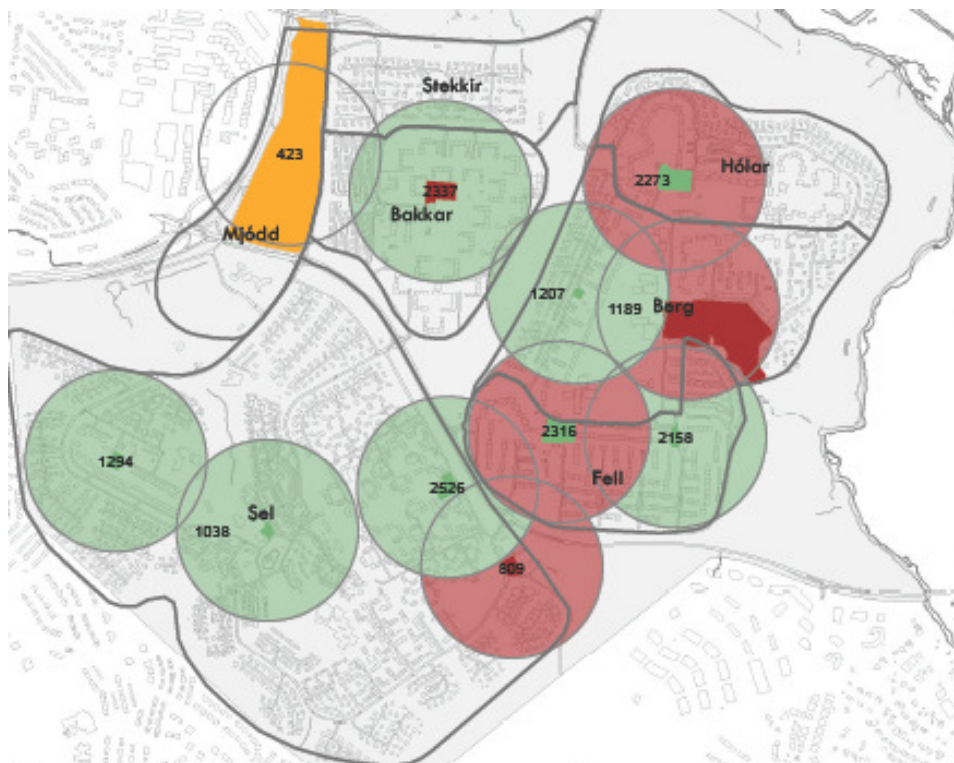 Stekkir
423
Hólar
2273
2337
Bakkar
Mjódd
1207
1189
Berg
2316
2158
1294
Fell
2526
Sel
1038
809